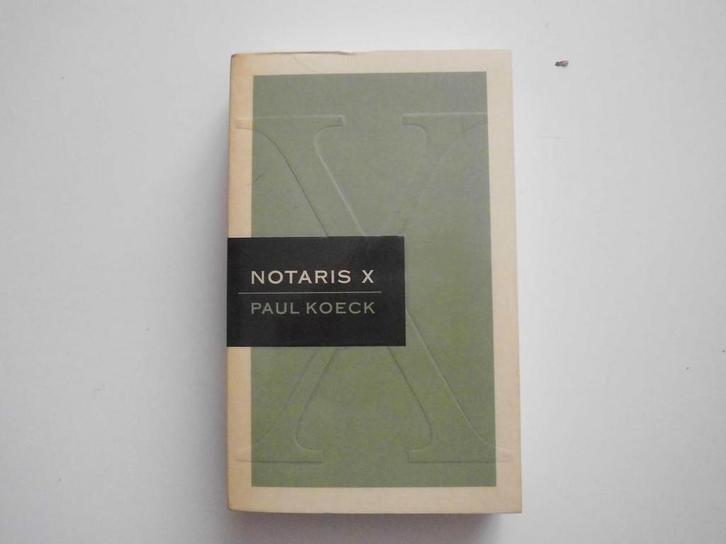 X
NOTARIS X
PAUL KOECK